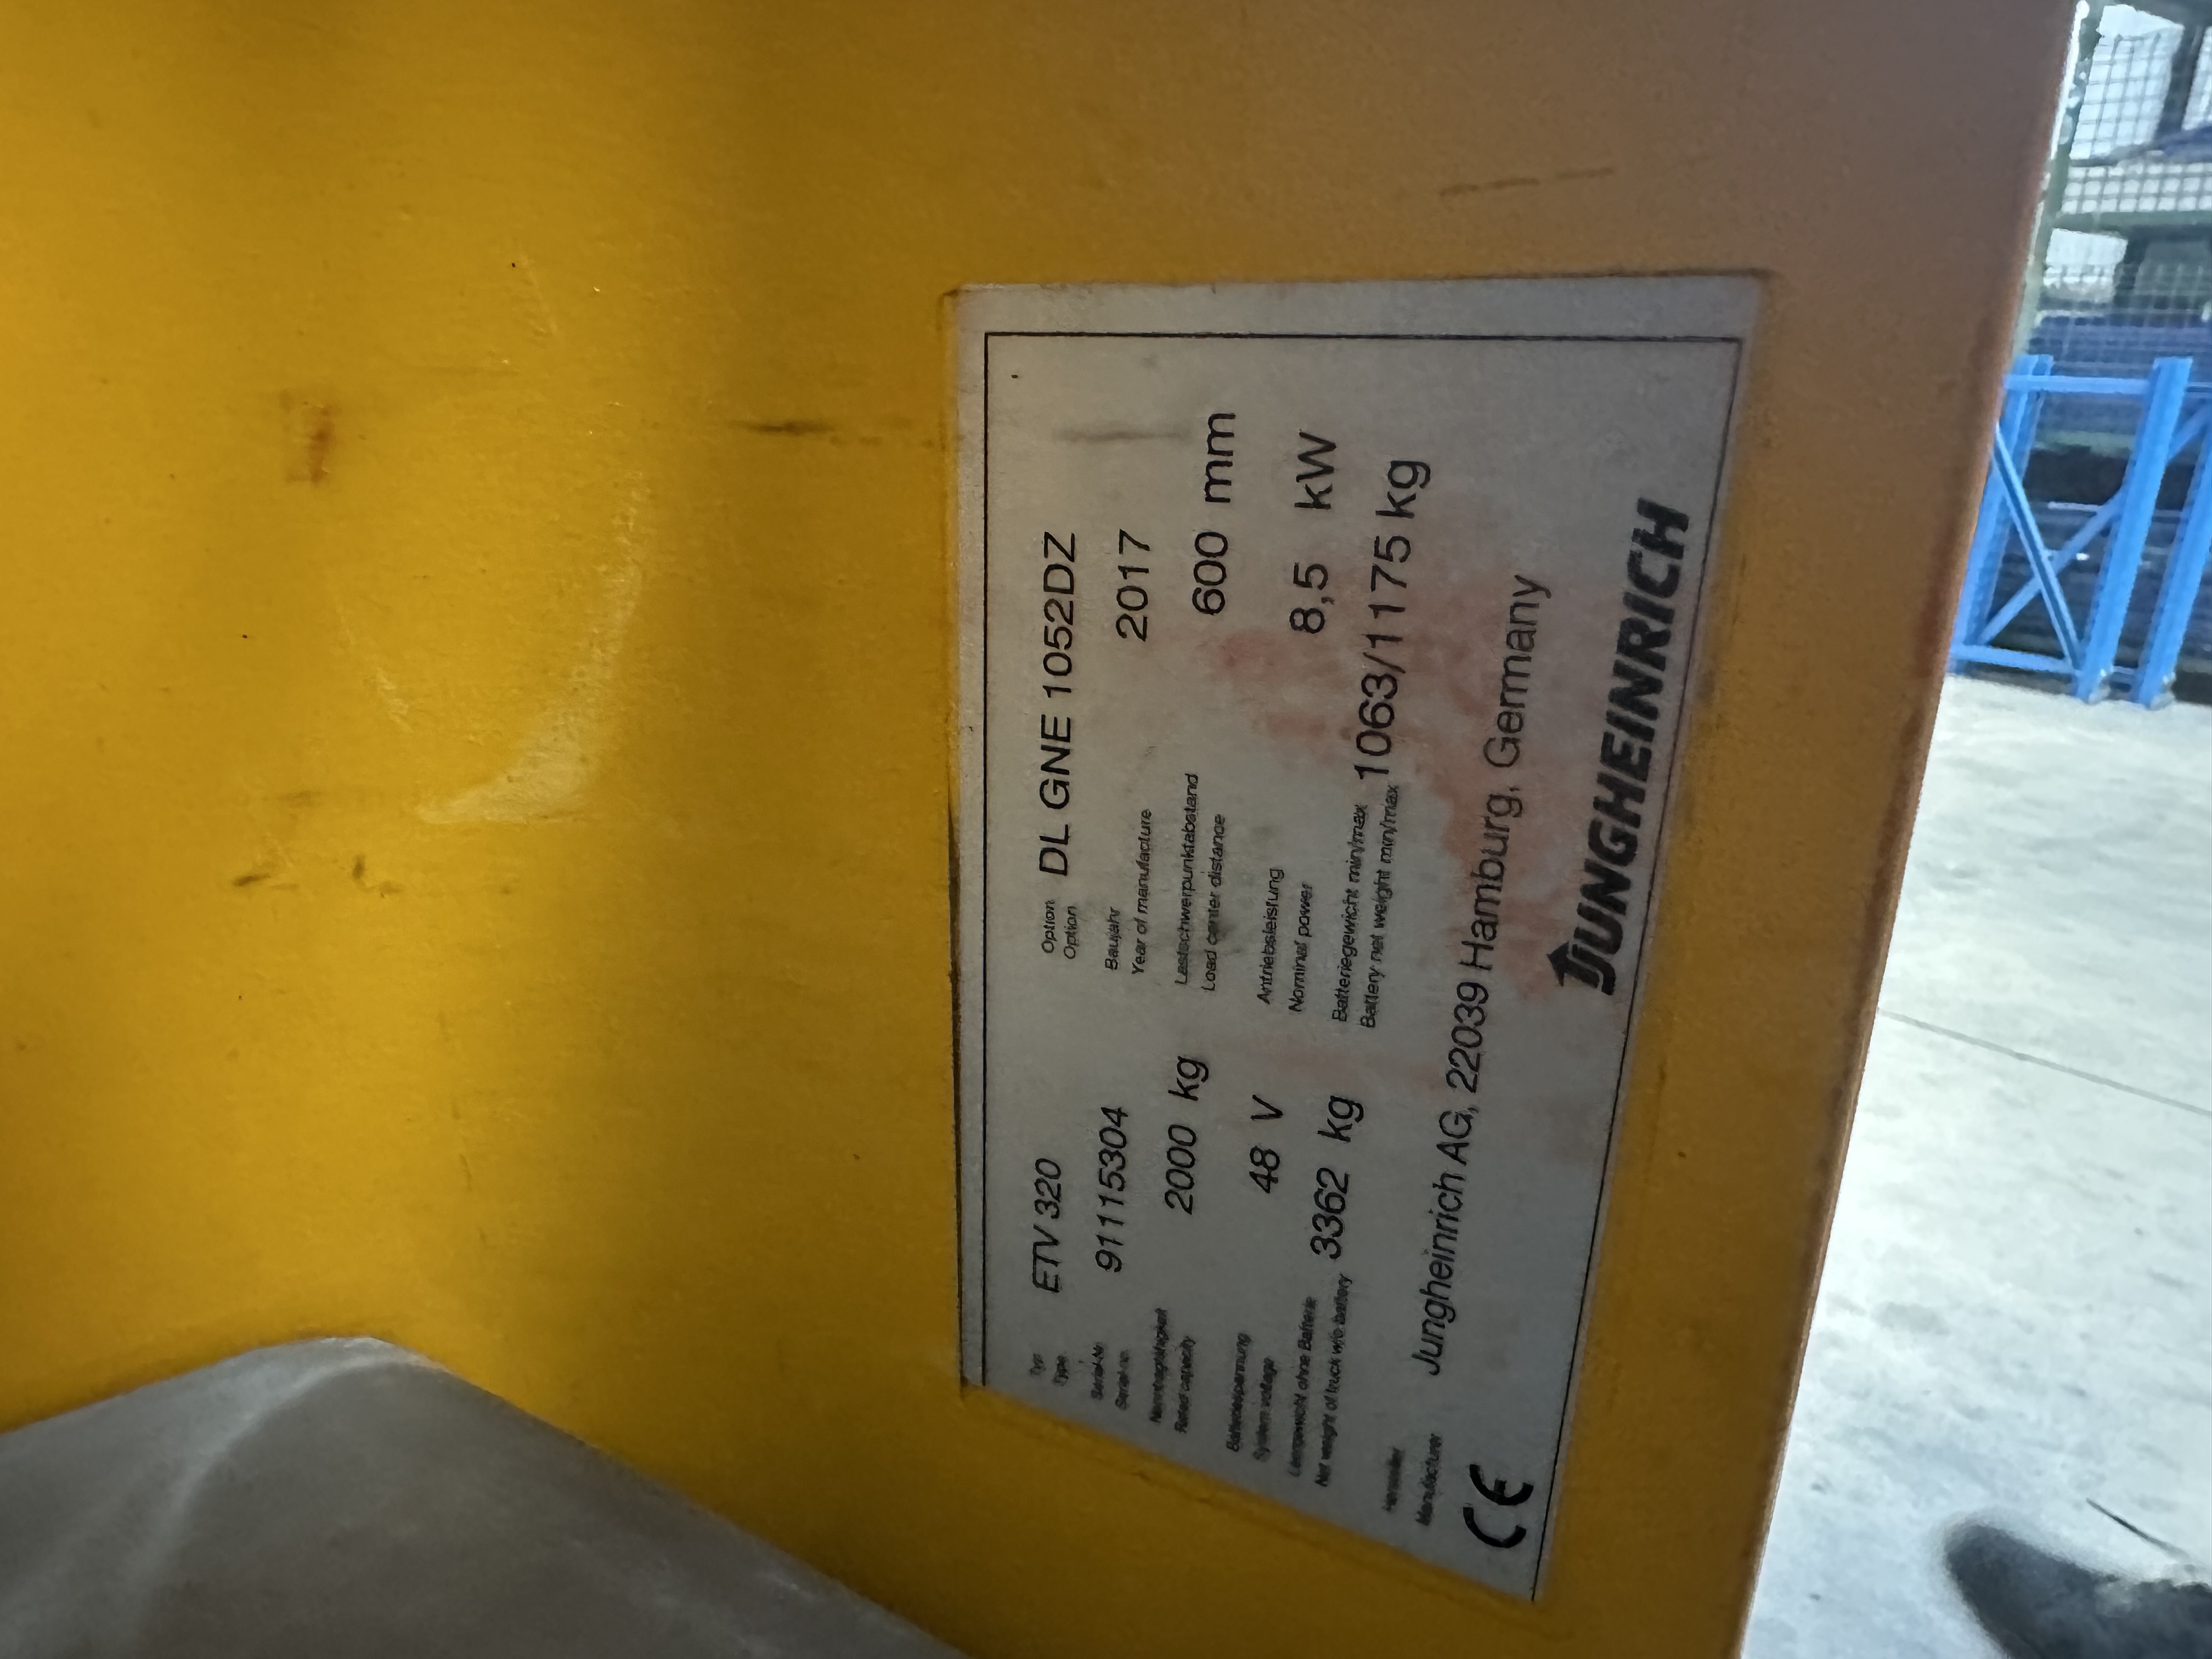 Typ ETV 320 Option DL GNE 1052DZ
Type Option
Serial-Nr. 91115304 Baujahr 2017
Serial-no. Year of manufacture
Nenntragfähigkeit 2000 kg Lastschwerpunktabstand 600 mm
Rated capacity Load center distance
Batteriespannung 48 V Antriebsleistung 8,5 kW
System voltage Nominal power
Leergewicht ohne Batterie 3362 kg Batteriegewicht min/max 1063/1175 kg
Net weight of truck w/o battery Battery net weight min/max
Hersteller Jungheinrich AG, 22039 Hamburg, Germany
Manufacturer
CE JUNGHEINRICH